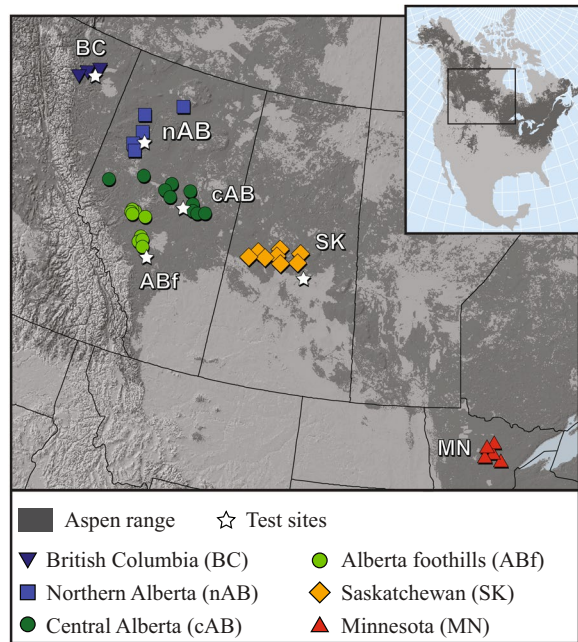 BC
nAB
cAB
SK
ABf
MN
Aspen range
Test sites
British Columbia (BC)
Alberta foothills (ABf)
Northern Alberta (nAB)
Saskatchewan (SK)
Central Alberta (cAB)
Minnesota (MN)